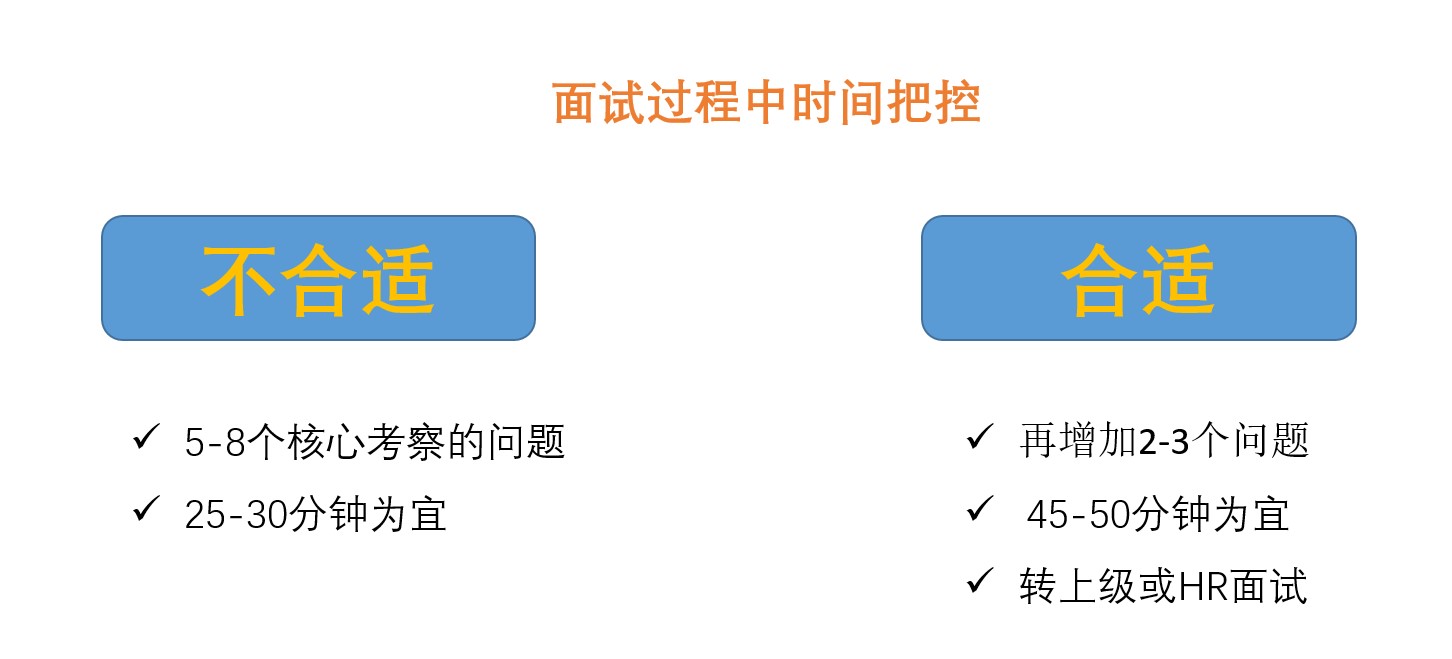 面试过程中时间把控
不合适
5-8个核心考察的问题
25-30分钟为宜
合适
再增加2-3个问题
45-50分钟为宜
转上级或HR面试